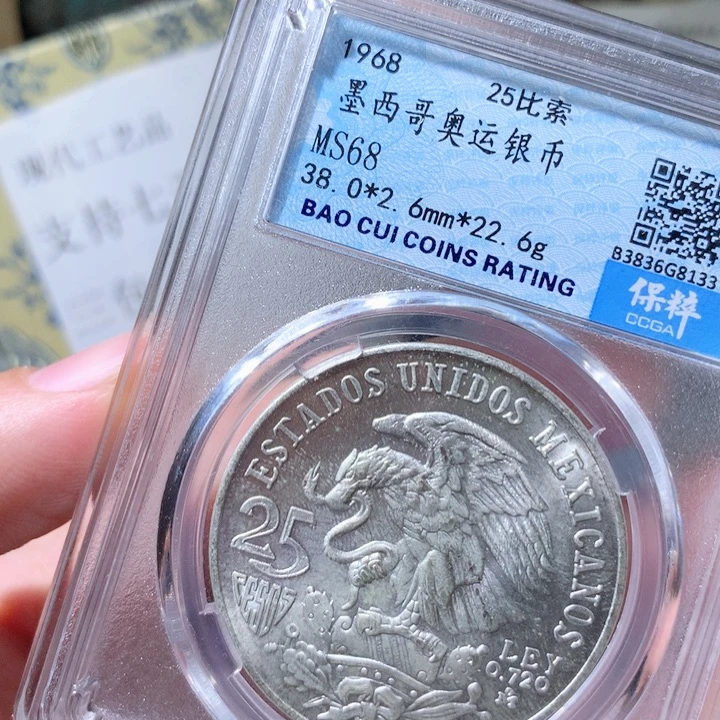 1968
25比索
墨西哥奥运银币
MS68
38.0*2.6mm*22.6g
BAO CUI COINS RATING
B3836G8133
保粹
CCGA
现代工艺品
支持七
ESTADOS UNIDOS MEXICANOS
25
PESOS
LEY
0.720